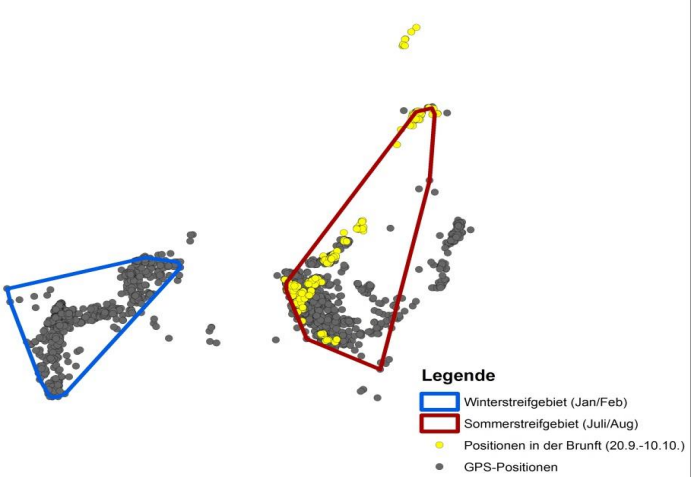 Legende
Winterstreifgebiet (Jan/Feb)
Sommerstreifgebiet (Juli/Aug)
Positionen in der Brunft (20.9.-10.10.)
GPS-Positionen